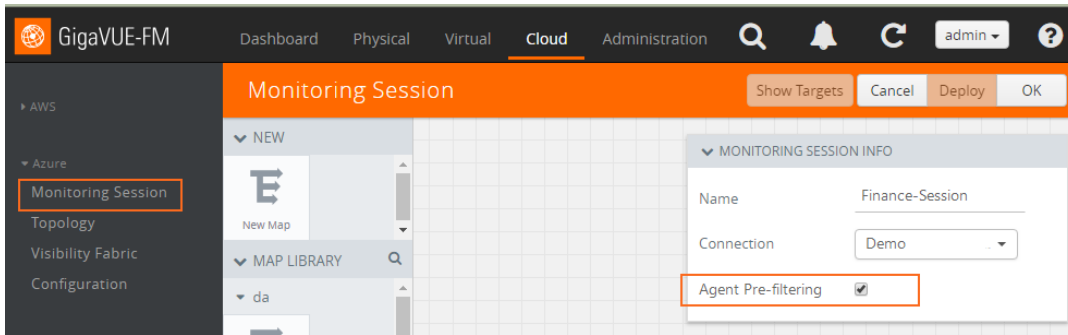 GigaVUE-FM Dashboard Physical Virtual Cloud Administration admin
AWS
Monitoring Session Show Targets Cancel Deploy OK
NEW
Azure
MONITORING SESSION INFO
Monitoring Session
Name Finance-Session
Topology
New Map
Visibility Fabric
Connection Demo
MAP LIBRARY
Configuration
Agent Pre-filtering
da